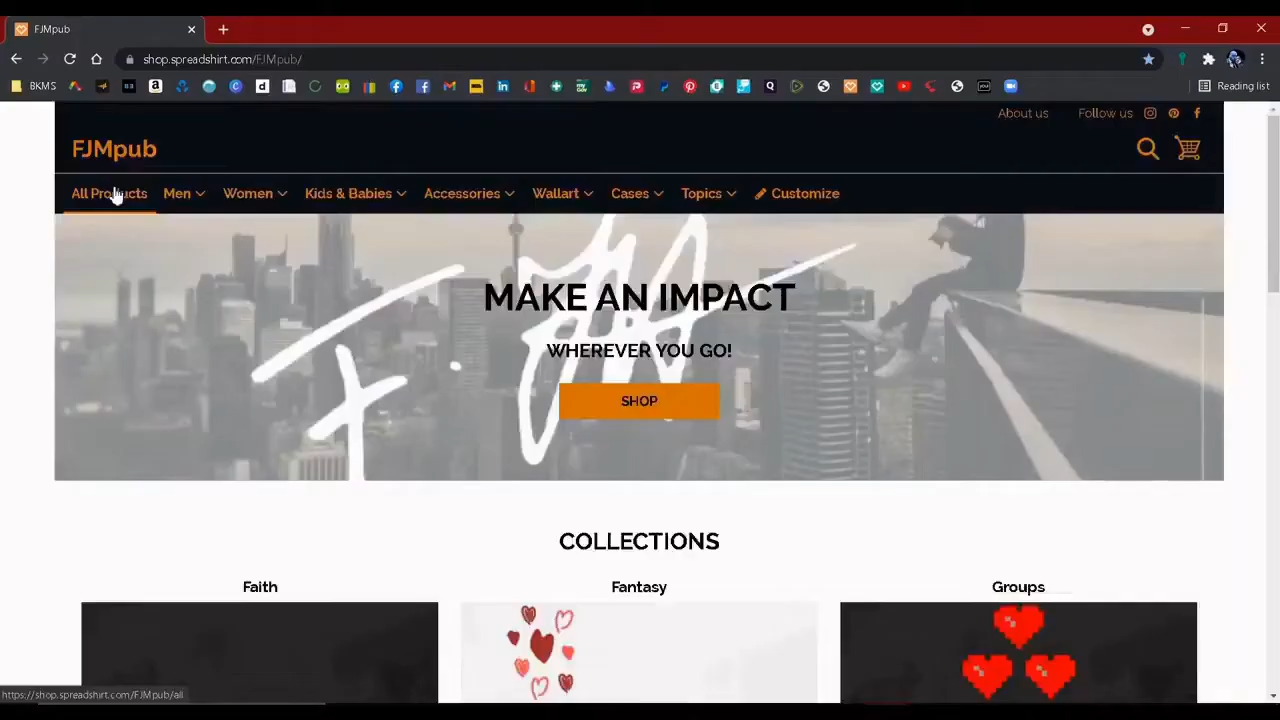 FJMpub
shop.spreadshirt.com/FJMpub/
BKMS
Reading list
About us Follow us
FJMpub
All Products Men Women Kids & Babies Accessories Wallart Cases Topics Customize
F.
MAKE AN IMPACT
WHEREVER YOU GO!
SHOP
COLLECTIONS
Faith Fantasy Groups
https://shop.spreadshirt.com/FJMpub/all